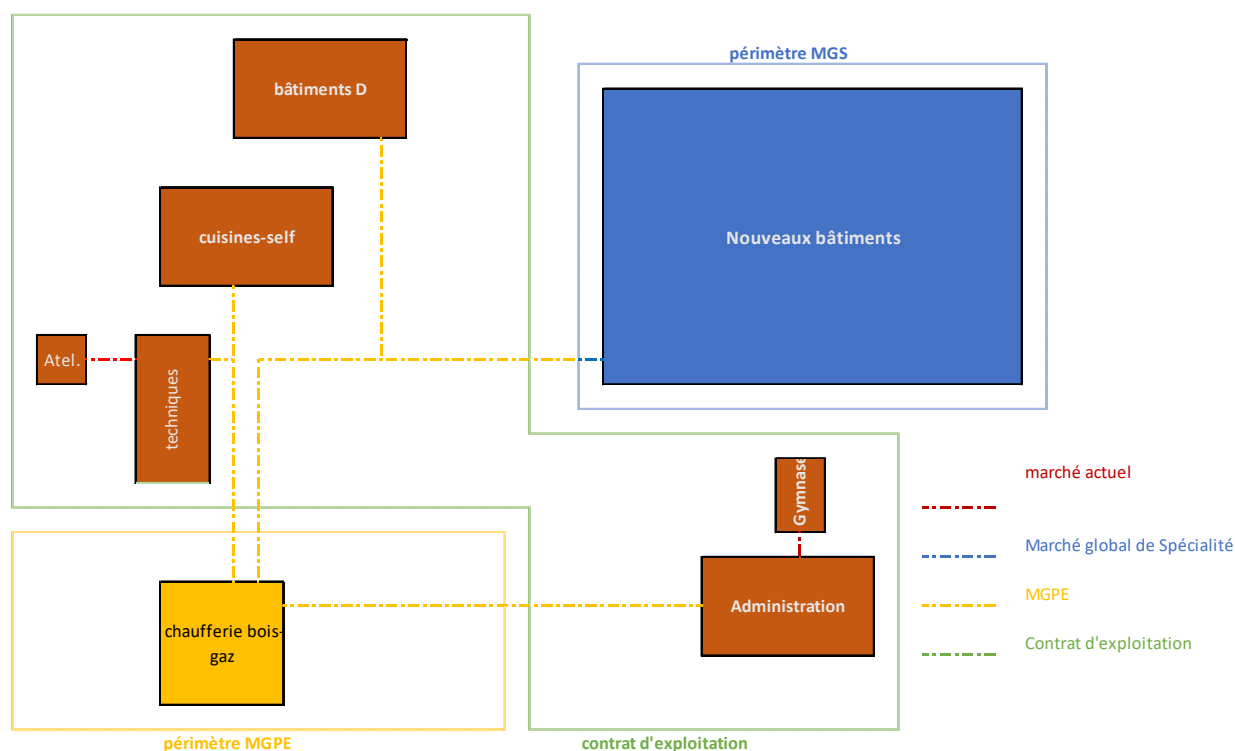 périmètre MGS
bâtiments D
cuisines-self
Nouveaux bâtiments
Atel.
techniques
Gymnase
marché actuel
Marché global de Spécialité
MGPE
Administration
chaufferie bois-
gaz
Contrat d'exploitation
périmètre MGPE
contrat d'exploitation